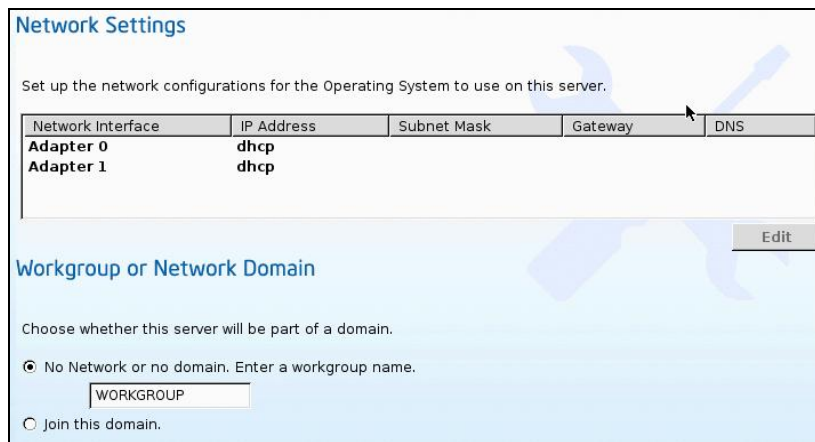 Network Settings
Set up the network configurations for the Operating System to use on this server.
Network Interface IP Address Subnet Mask Gateway DNS
Adapter 0 dhcp
Adapter 1 dhcp
Edit
Workgroup or Network Domain
Choose whether this server will be part of a domain.
No Network or no domain. Enter a workgroup name.
WORKGROUP
Join this domain.